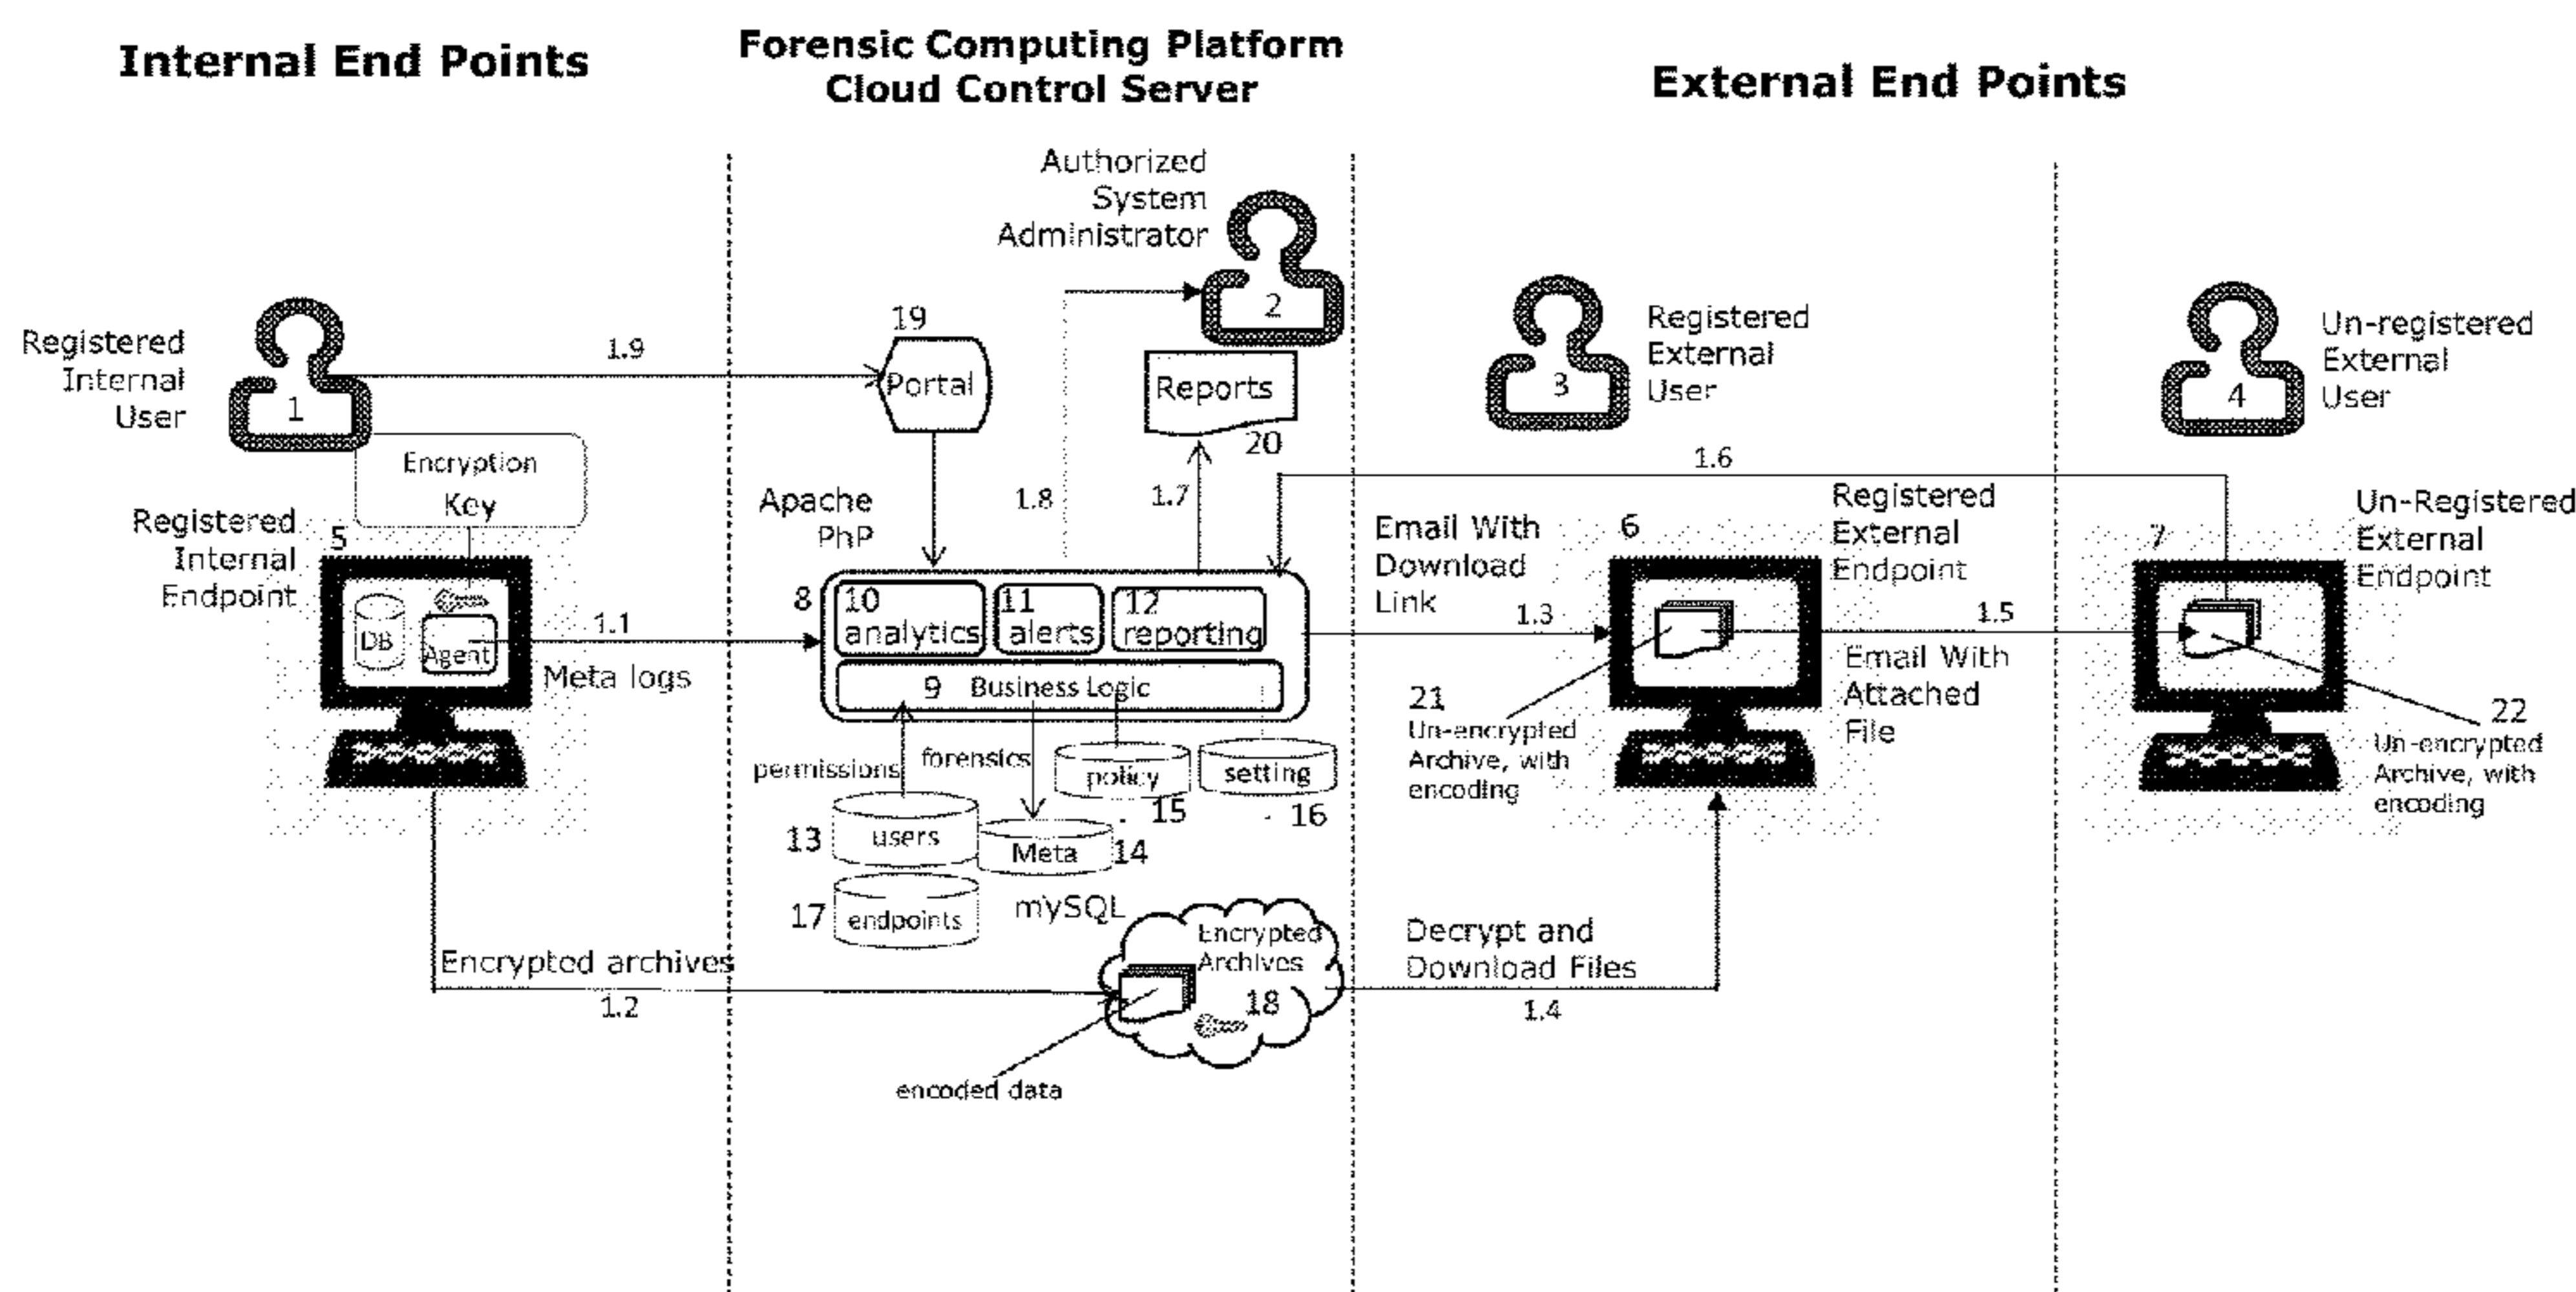 Internal End Points
Forensic Computing Platform
Cloud Control Server
External End Points
Authorized
System
Administrator
2
Registered
Internal
User
1
1.9
19
Portal
Reports
20
3
Registered
External
User
4
Un-registered
External
User
Encryption
Key
Registered
Internal
Endpoint
5
DB
Agent
1.1
Meta logs
Apache
PhP
1.8
1.7
1.6
8
10
analytics
11
alerts
12
reporting
9 Business Logic
Email With
Download
Link
1.3
6
Registered
External
Endpoint
1.5
Email With
Attached
File
7
Un-Registered
External
Endpoint
21
Un-encrypted
Archive, with
encoding
22
Un-encrypted
Archive, with
encoding
permissions
forensics
policy
15
setting
16
13
users
Meta
14
17
endpoints
mySQL
Encrypted archives
1.2
Encrypted
Archives
18
encoded data
Decrypt and
Download Files
1.4